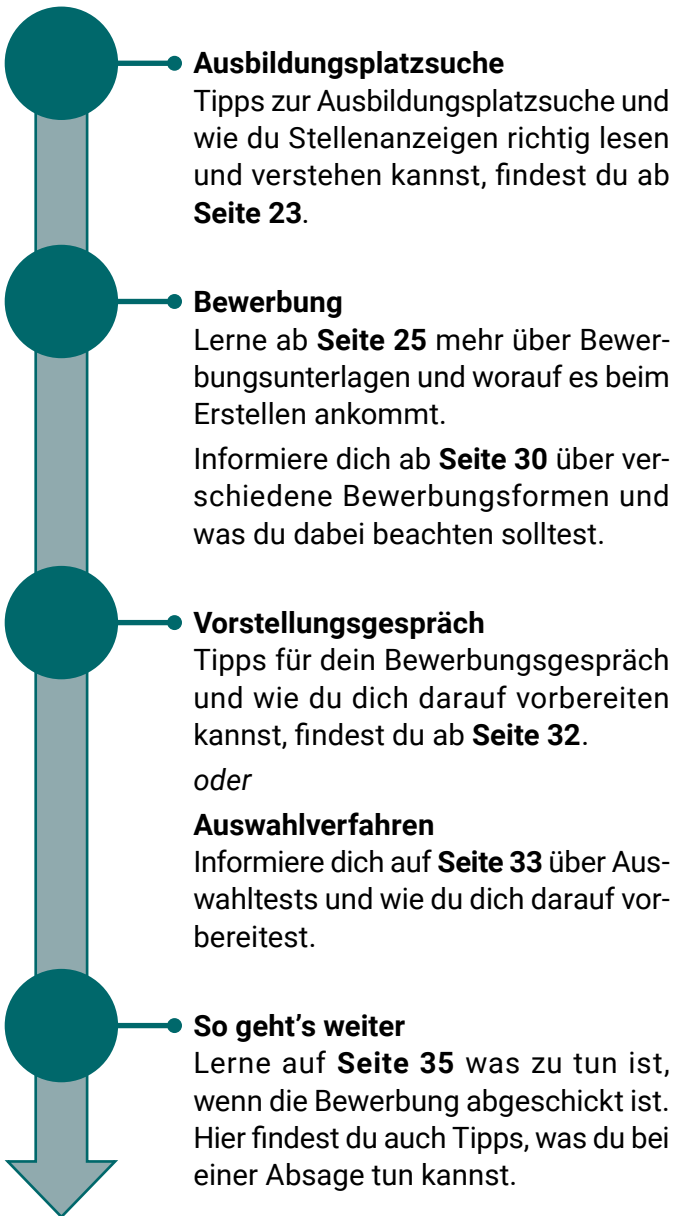 Ausbildungsplatzsuche
Tipps zur Ausbildungsplatzsuche und
wie du Stellenanzeigen richtig lesen
und verstehen kannst, findest du ab
Seite 23.
Bewerbung
Lerne ab Seite 25 mehr über Bewer-
bungsunterlagen und worauf es beim
Erstellen ankommt.
Informiere dich ab Seite 30 über ver-
schiedene Bewerbungsformen und
was du dabei beachten solltest.
Vorstellungsgespräch
Tipps für dein Bewerbungsgespräch
und wie du dich darauf vorbereiten
kannst, findest du ab Seite 32.
oder
Auswahlverfahren
Informiere dich auf Seite 33 über Aus-
wahltests und wie du dich darauf vor-
bereitest.
So geht’s weiter
Lerne auf Seite 35 was zu tun ist,
wenn die Bewerbung abgeschickt ist.
Hier findest du auch Tipps, was du bei
einer Absage tun kannst.